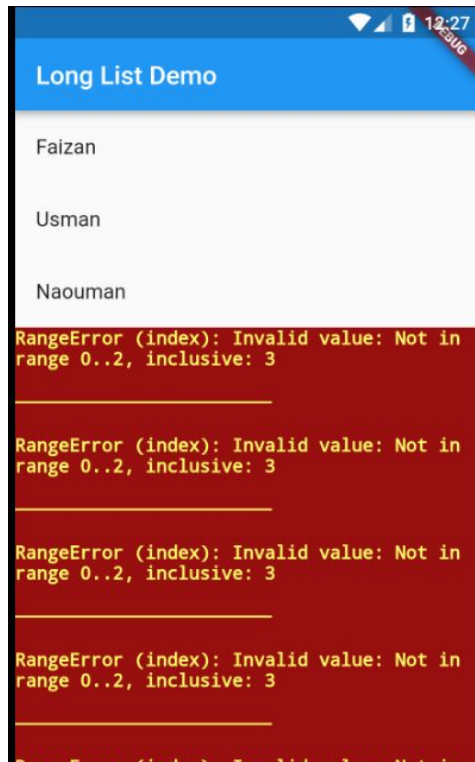 12:27
DEBUG
Long List Demo
Faizan
Usman
Naouman
RangeError (index): Invalid value: Not in
range 0..2, inclusive: 3
RangeError (index): Invalid value: Not in
range 0..2, inclusive: 3
RangeError (index): Invalid value: Not in
range 0..2, inclusive: 3
RangeError (index): Invalid value: Not in
range 0..2, inclusive: 3